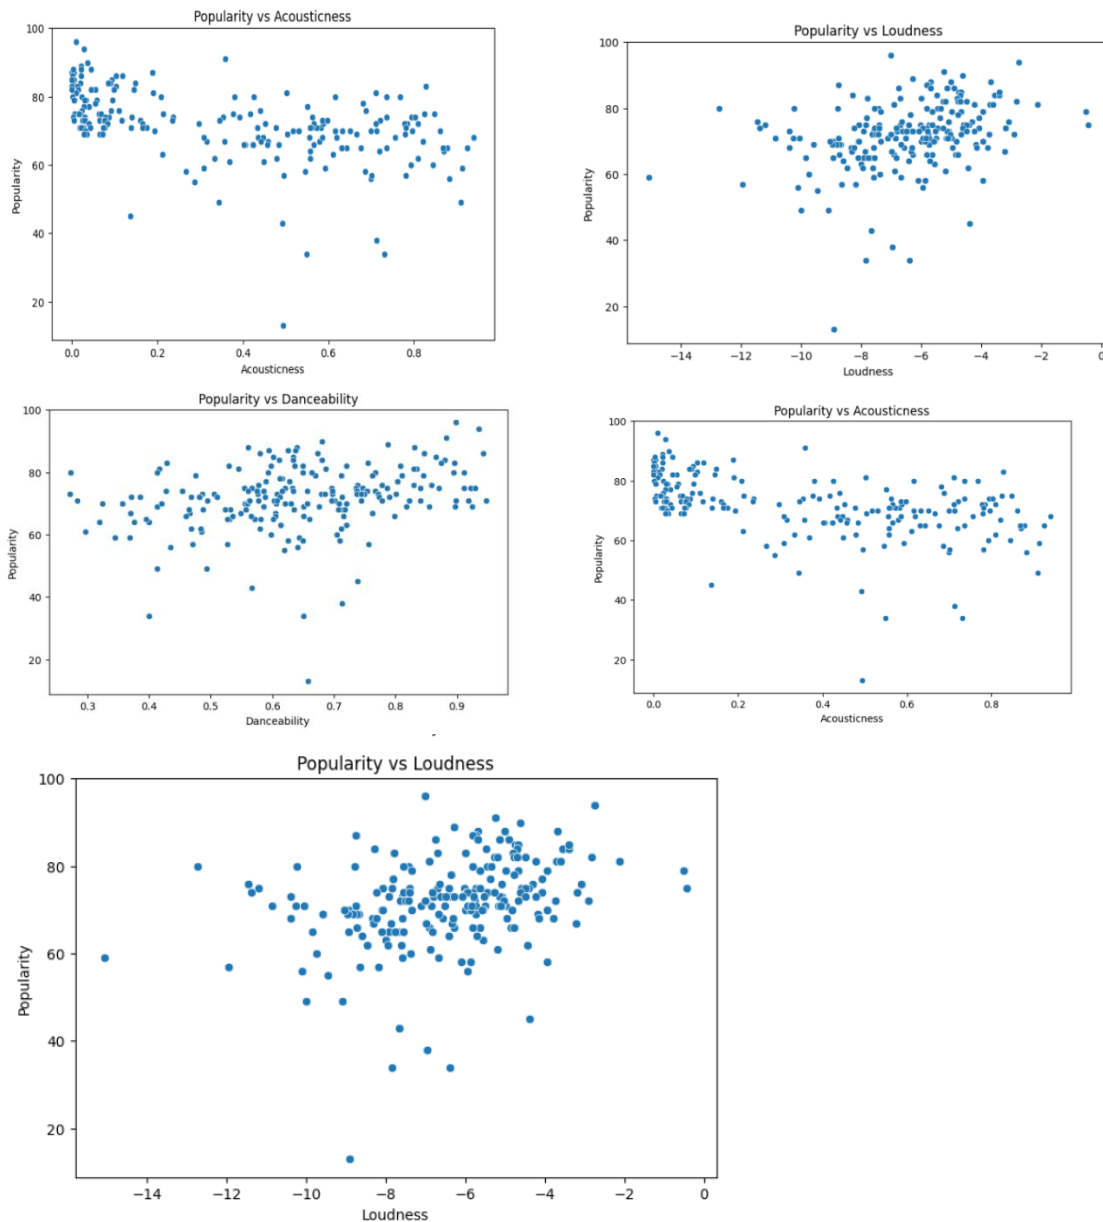 Popularity vs Acousticness
100
80
60
40
20
Popularity
0.0 0.2 0.4 0.6 0.8
Acousticness
Popularity vs Loudness
100
80
60
40
20
Popularity
−14 −12 −10 −8 −6 −4 −2 0
Loudness
Popularity vs Danceability
100
80
60
40
20
Popularity
0.3 0.4 0.5 0.6 0.7 0.8 0.9
Danceability
Popularity vs Acousticness
100
80
60
40
20
Popularity
0.0 0.2 0.4 0.6 0.8
Acousticness
Popularity vs Loudness
100
80
60
40
20
Popularity
−14 −12 −10 −8 −6 −4 −2 0
Loudness